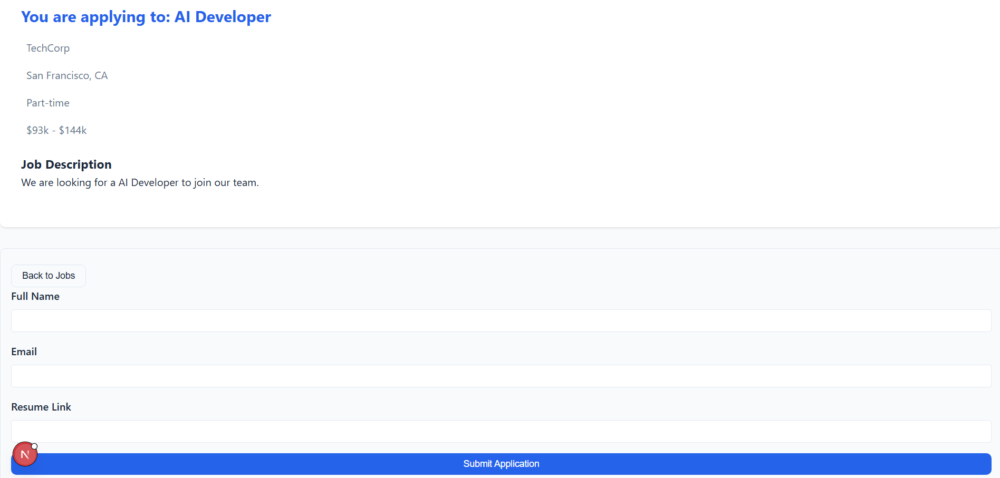 You are applying to: AI Developer
TechCorp
San Francisco, CA
Part-time
$93k - $144k
Job Description
We are looking for a AI Developer to join our team.
Back to Jobs
Full Name
Email
Resume Link
N
Submit Application